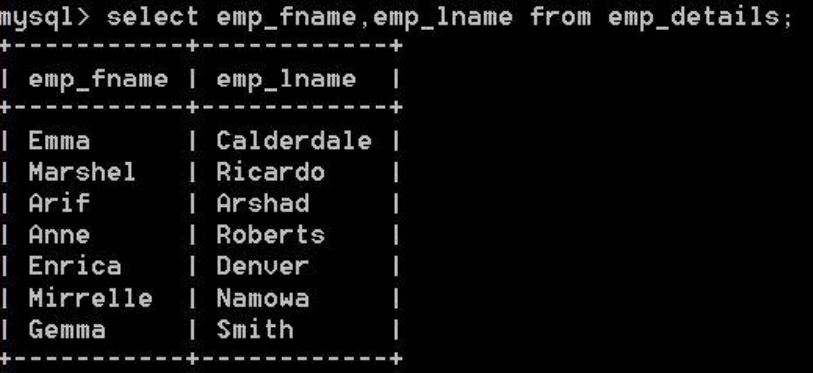 mysql> select emp_fname,emp_lname from emp_details;
+-----------+------------+
| emp_fname | emp_lname  |
+-----------+------------+
| Emma      | Calderdale |
| Marshel   | Ricardo    |
| Arif      | Arshad     |
| Anne      | Roberts    |
| Enrica    | Denver     |
| Mirrelle  | Namowa     |
| Gemma     | Smith      |
+-----------+------------+